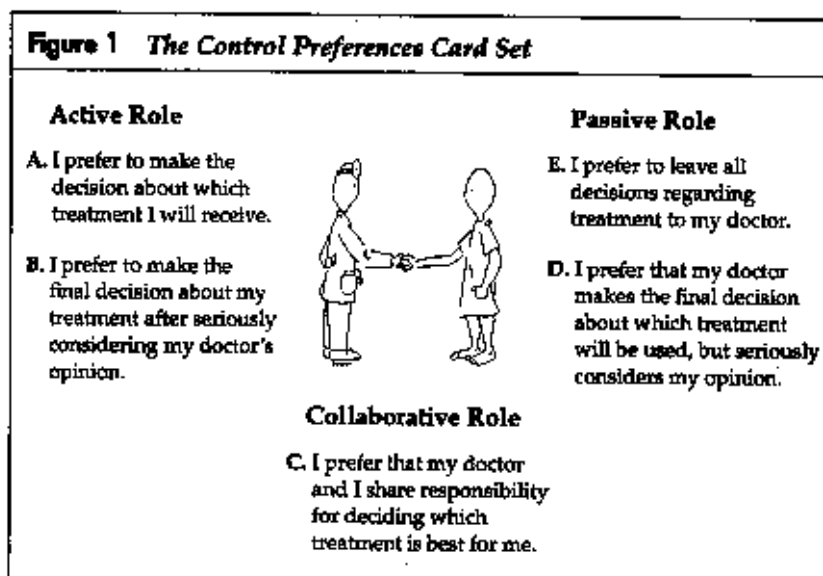 Figure 1 The Control Preferences Card Set
Active Role
A. I prefer to make the
decision about which
treatment I will receive.
B. I prefer to make the
final decision about my
treatment after seriously
considering my doctor's
opinion.
Passive Role
E. I prefer to leave all
decisions regarding
treatment to my doctor.
D. I prefer that my doctor
makes the final decision
about which treatment
will be used, but seriously
considers my opinion.
Collaborative Role
C. I prefer that my doctor
and I share responsibility
for deciding which
treatment is best for me.